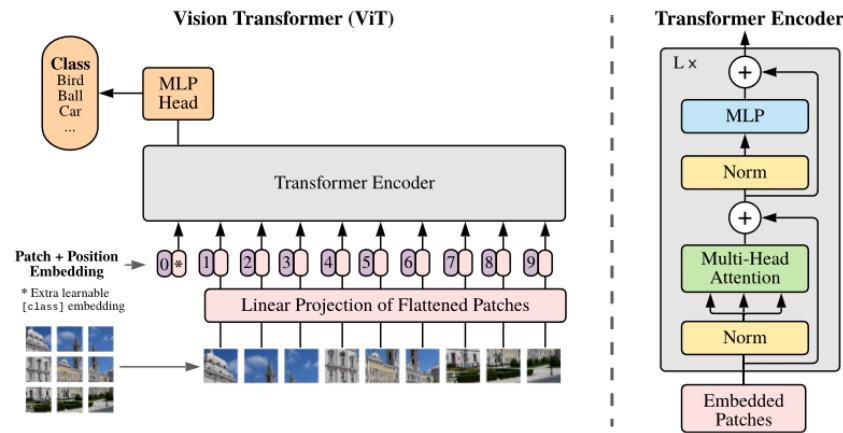 Vision Transformer (ViT)
Class
Bird
Ball
Car
...
MLP
Head
Transformer Encoder
Patch + Position
Embedding
0 * 1 2 3 4 5 6 7 8 9
* Extra learnable
[class] embedding
Linear Projection of Flattened Patches
Transformer Encoder
L ×
+
MLP
Norm
+
Multi-Head
Attention
Norm
Embedded
Patches